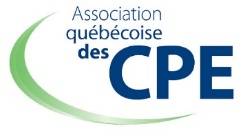 Association
québécoise
des CPE